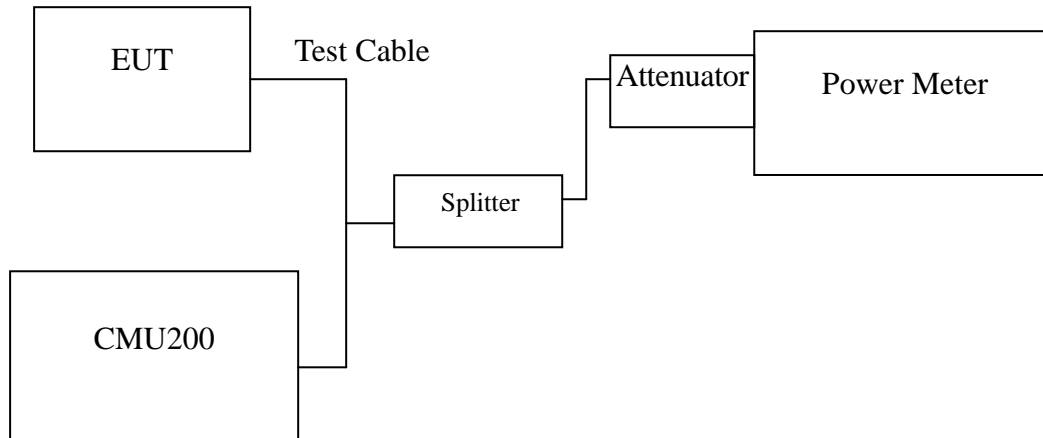 EUT
Test Cable
Attenuator
Power Meter
Splitter
CMU200